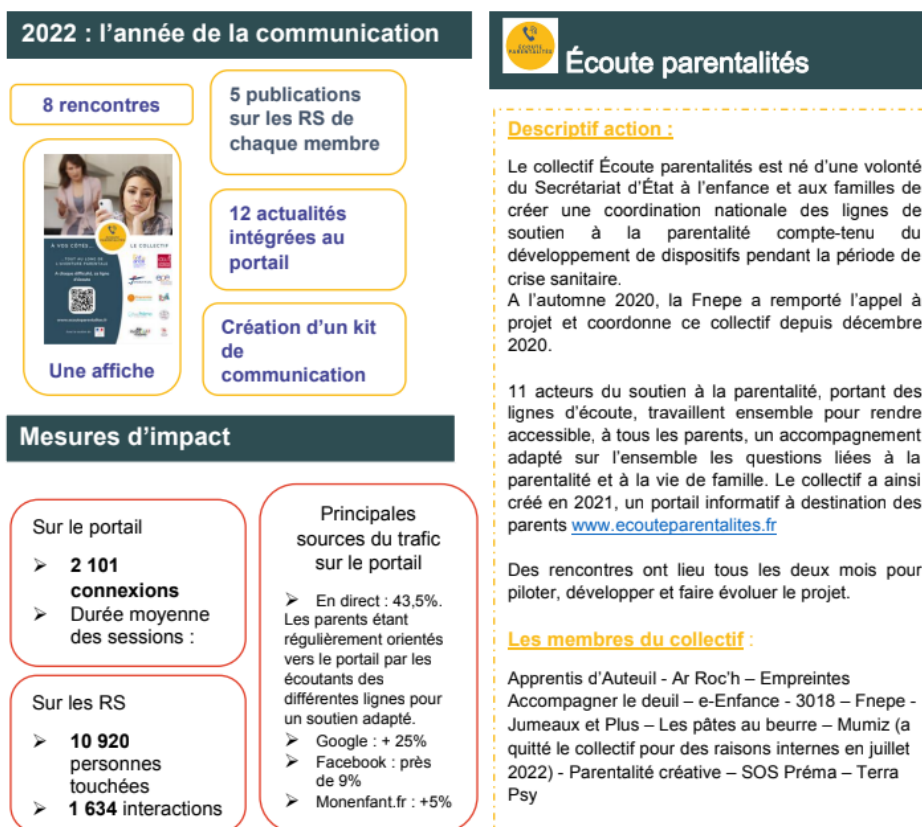 2022 : l'année de la communication
8 rencontres
5 publications
sur les RS de
chaque membre
À VOS CÔTÉS...
LE COLLECTIF
www.ecouteparentalites.fr
12 actualités
intégrées au
portail
Une affiche
Création d'un kit
de
communication
Mesures d'impact
Sur le portail
➢ 2 101
connexions
➢ Durée moyenne
des sessions :
Sur les RS
➢ 10 920
personnes
touchées
➢ 1 634 interactions
Principales
sources du trafic
sur le portail
➢ En direct : 43,5%.
Les parents étant
régulièrement orientés
vers le portail par les
écoutants des
différentes lignes pour
un soutien adapté.
➢ Google : + 25%
➢ Facebook : près
de 9%
➢ Monenfant.fr : +5%
ÉCOUTE
PARENTALITÉS
Écoute parentalités
Descriptif action :
Le collectif Écoute parentalités est né d'une volonté
du Secrétariat d'État à l'enfance et aux familles de
créer une coordination nationale des lignes de
soutien à la parentalité compte-tenu du
développement de dispositifs pendant la période de
crise sanitaire.
A l'automne 2020, la Fnepe a remporté l'appel à
projet et coordonne ce collectif depuis décembre
2020.
11 acteurs du soutien à la parentalité, portant des
lignes d'écoute, travaillent ensemble pour rendre
accessible, à tous les parents, un accompagnement
adapté sur l'ensemble les questions liées à la
parentalité et à la vie de famille. Le collectif a ainsi
créé en 2021, un portail informatif à destination des
parents www.ecouteparentalites.fr
Des rencontres ont lieu tous les deux mois pour
piloter, développer et faire évoluer le projet.
Les membres du collectif :
Apprentis d'Auteuil - Ar Roc'h – Empreintes
Accompagner le deuil – e-Enfance - 3018 – Fnepe -
Jumeaux et Plus – Les pâtes au beurre – Mumiz (a
quitté le collectif pour des raisons internes en juillet
2022) - Parentalité créative – SOS Préma – Terra
Psy